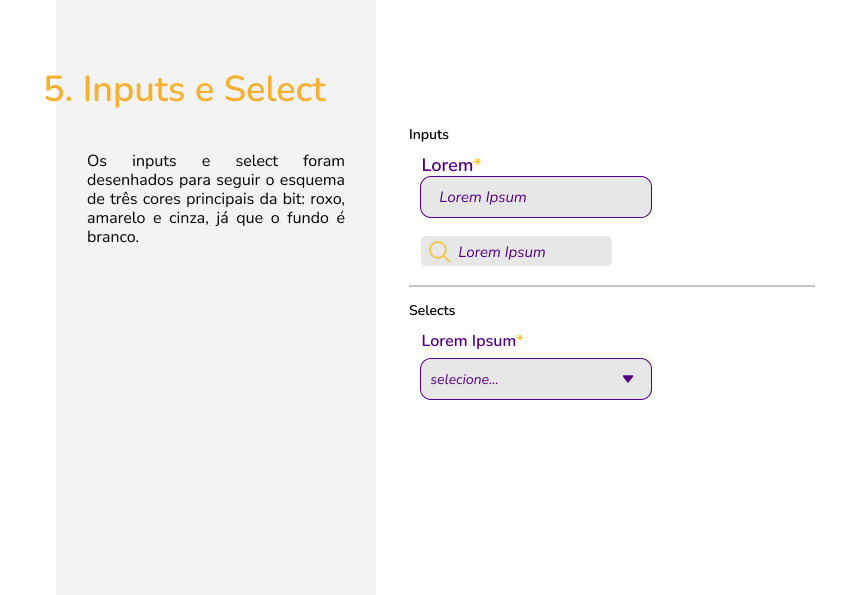 5. Inputs e Select
Os inputs e select foram
desenhados para seguir o esquema
de três cores principais da bit: roxo,
amarelo e cinza, já que o fundo é
branco.
Inputs
Lorem*
Lorem Ipsum
Lorem Ipsum
Selects
Lorem Ipsum*
selecione...